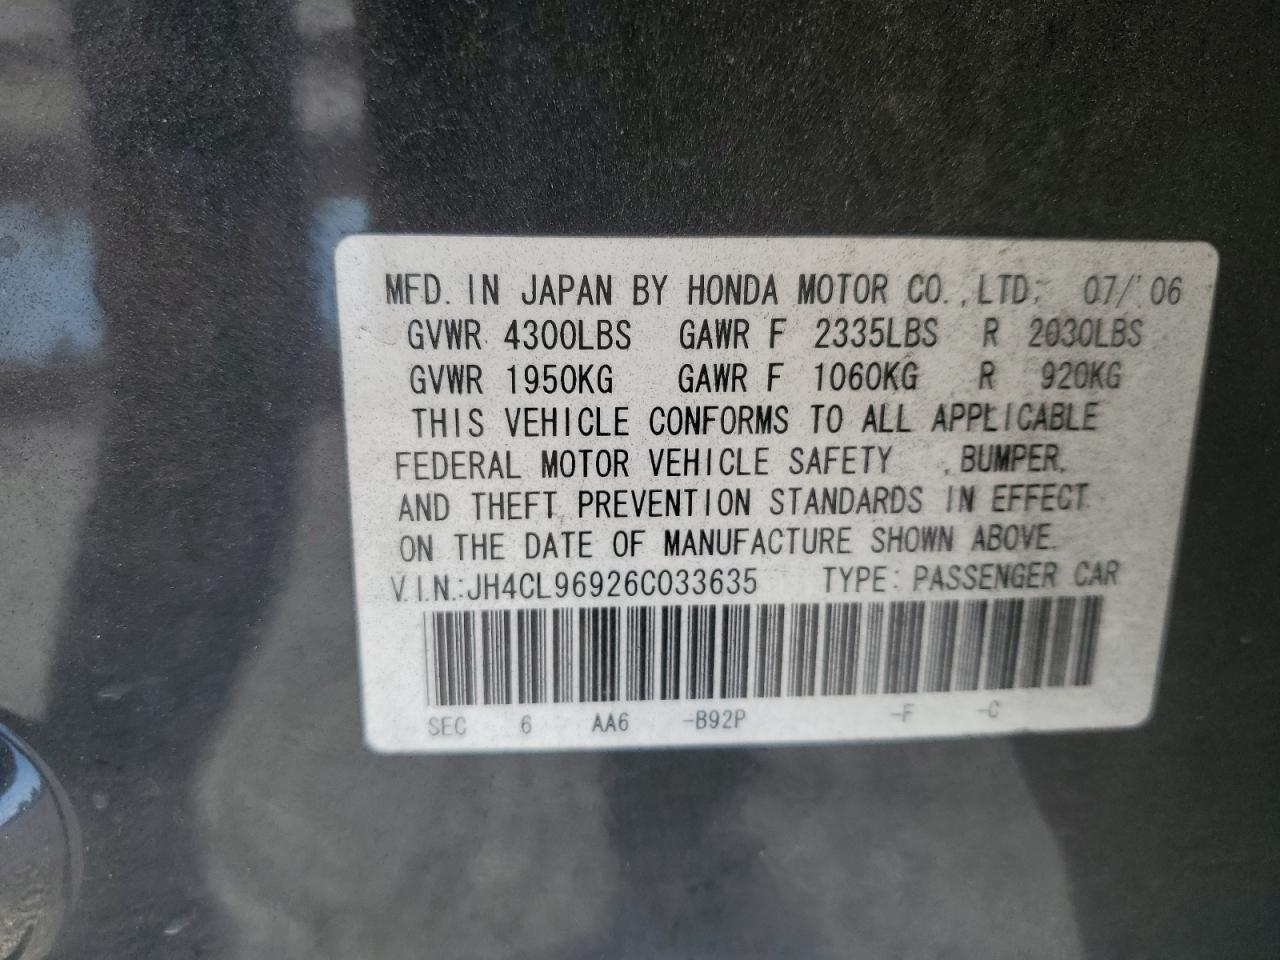 MFD. IN JAPAN BY HONDA MOTOR CO.,LTD. 07/'06
GVWR 4300LBS GAWR F 2335LBS R 2030LBS
GVWR 1950KG GAWR F 1060KG R 920KG
THIS VEHICLE CONFORMS TO ALL APPLICABLE
FEDERAL MOTOR VEHICLE SAFETY , BUMPER,
AND THEFT PREVENTION STANDARDS IN EFFECT
ON THE DATE OF MANUFACTURE SHOWN ABOVE.
V.I.N.:JH4CL96926C033635 TYPE: PASSENGER CAR
SEC 6 AA6 -B92P -F -C